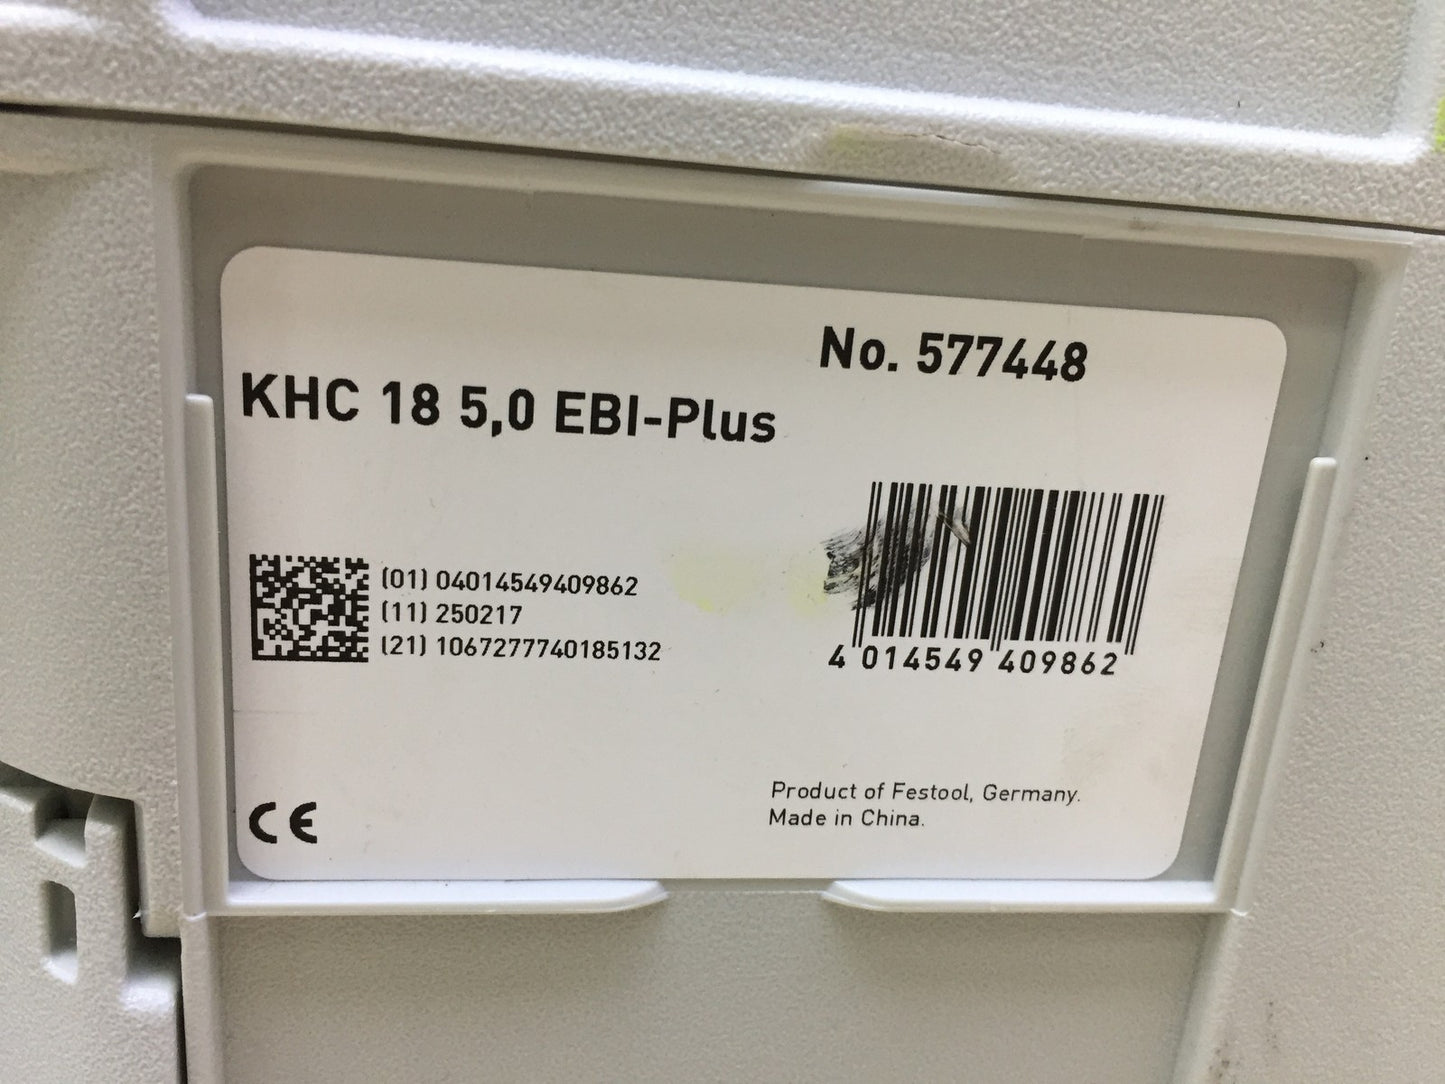 No. 577448
KHC 18 5,0 EBI-Plus
(01) 04014549409862
(11) 250217
(21) 1067277740185132
4 014549 409862
Product of Festool, Germany.
Made in China.
CE